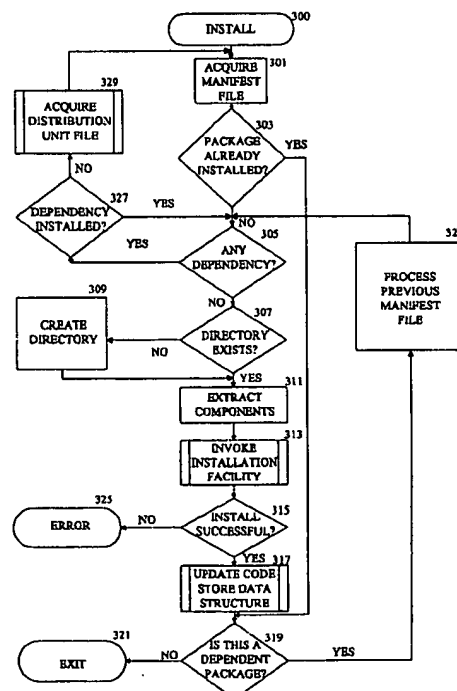 INSTALL
300
ACQUIRE
MANIFEST
FILE
301
329
ACQUIRE
DISTRIBUTION
UNIT FILE
303
PACKAGE
ALREADY
INSTALLED?
YES
NO
NO
327
DEPENDENCY
INSTALLED?
YES
YES
305
ANY
DEPENDENCY?
NO
PROCESS
PREVIOUS
MANIFEST
FILE
309
CREATE
DIRECTORY
307
DIRECTORY
EXISTS?
NO
YES
311
EXTRACT
COMPONENTS
313
INVOKE
INSTALLATION
FACILITY
325
ERROR
315
INSTALL
SUCCESSFUL?
NO
YES
317
UPDATE CODE
STORE DATA
STRUCTURE
321
EXIT
319
IS THIS A
DEPENDENT
PACKAGE?
NO
YES